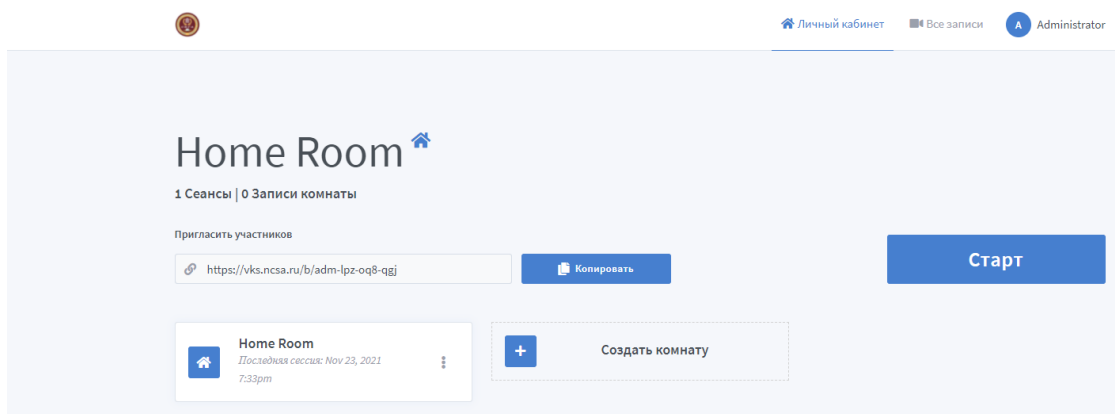 Личный кабинет
Все записи
A
Administrator
Home Room
1 Сеансы | 0 Записи комнаты
Пригласить участников
https://vks.ncsa.ru/b/adm-lpz-oq8-qgj
Копировать
Старт
Home Room
Последняя сессия: Nov 23, 2021
7:33pm
Создать комнату